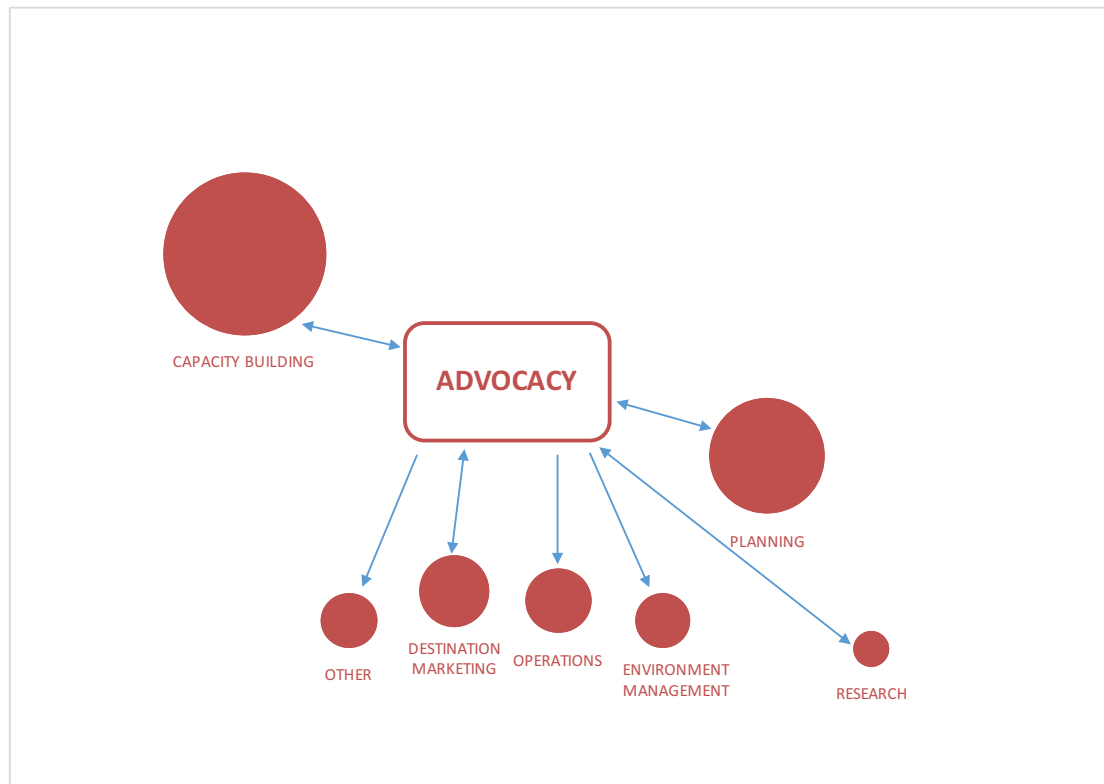 CAPACITY BUILDING
ADVOCACY
PLANNING
OTHER
DESTINATION
MARKETING
OPERATIONS
ENVIRONMENT
MANAGEMENT
RESEARCH